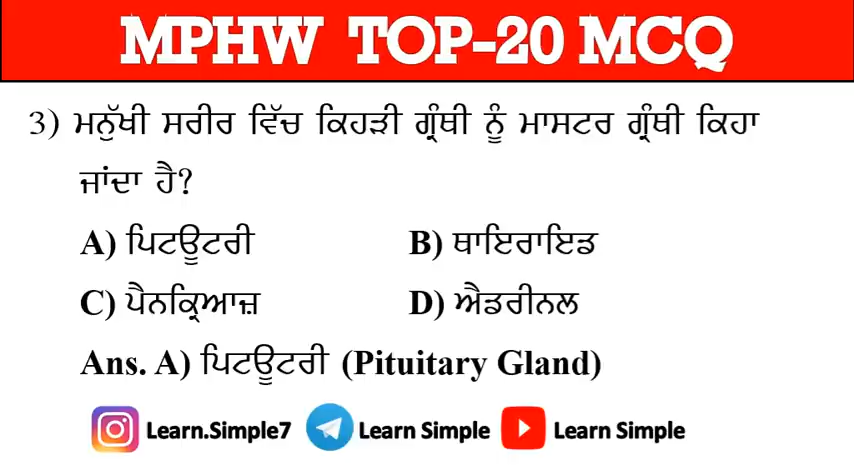 MPHW TOP-20 MCQ
3) ਮਨੁੱਖੀ ਸਰੀਰ ਵਿੱਚ ਕਿਹੜੀ ਗ੍ਰੰਥੀ ਨੂੰ ਮਾਸਟਰ ਗ੍ਰੰਥੀ ਕਿਹਾ
ਜਾਂਦਾ ਹੈ?
A) ਪਿਟਊਟਰੀ B) ਥਾਇਰਾਇਡ
C) ਪੈਨਕ੍ਰਿਆਜ਼ D) ਐਡਰੀਨਲ
Ans. A) ਪਿਟਊਟਰੀ (Pituitary Gland)
Learn.Simple7 Learn Simple Learn Simple